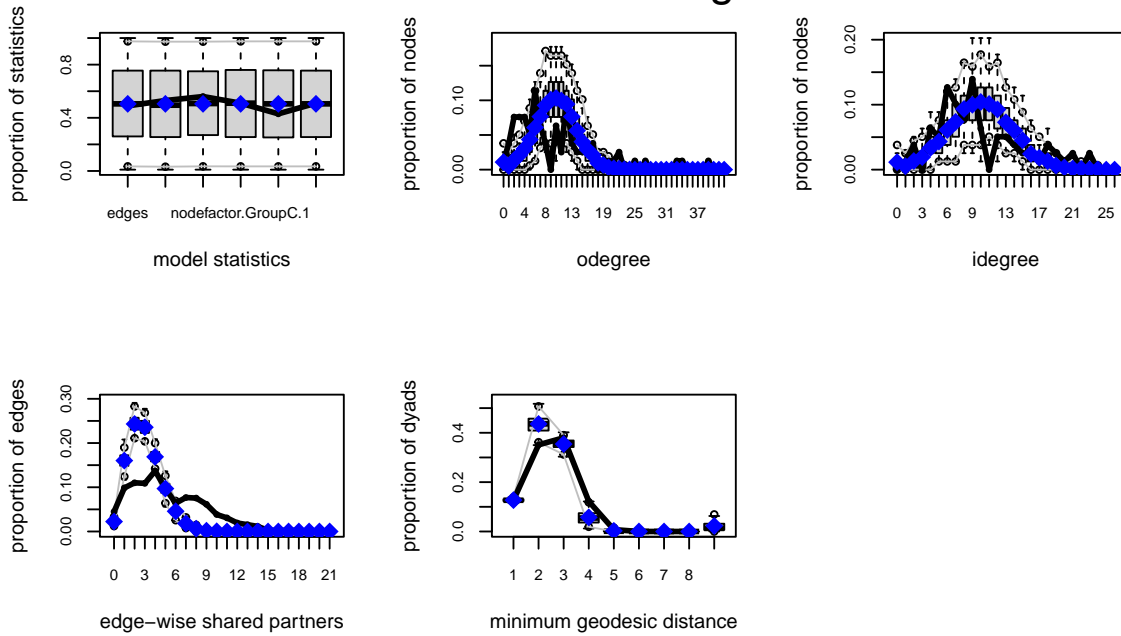 proportion of statistics
0.0 0.4 0.8
edges nodefactor.GroupC.1
model statistics
proportion of nodes
0.00 0.10
0 4 8 13 19 25 31 37
odegree
proportion of nodes
0.00 0.10 0.20
0 3 6 9 13 17 21 25
idegree
proportion of edges
0.00 0.10 0.20 0.30
0 3 6 9 12 15 18 21
edge−wise shared partners
proportion of dyads
0.0 0.2 0.4
1 2 3 4 5 6 7 8
minimum geodesic distance